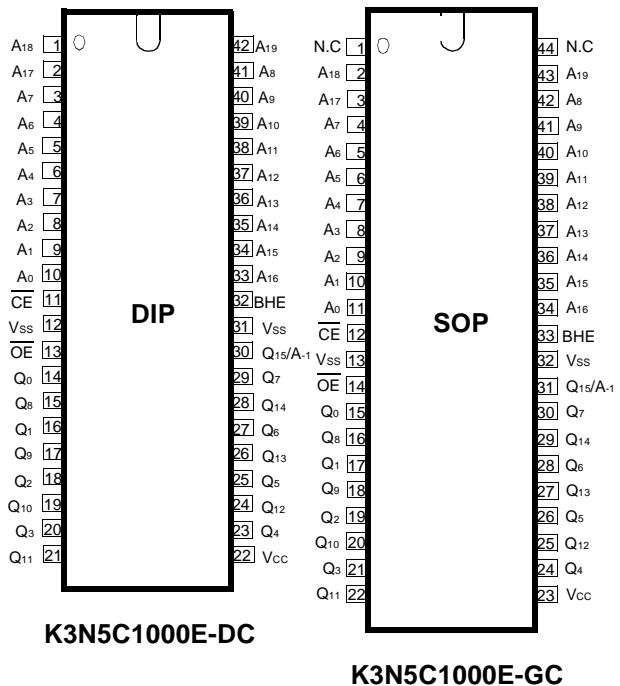 A18 1 42 A19
A17 2 41 A8
A7 3 40 A9
A6 4 39 A10
A5 5 38 A11
A4 6 37 A12
A3 7 36 A13
A2 8 35 A14
A1 9 34 A15
A0 10 33 A16
CE 11 32 BHE
VSS 12 31 VSS
OE 13 30 Q15/A-1
Q0 14 29 Q7
Q8 15 28 Q14
Q1 16 27 Q6
Q9 17 26 Q13
Q2 18 25 Q5
Q10 19 24 Q12
Q3 20 23 Q4
Q11 21 22 VCC
DIP
K3N5C1000E-DC
N.C 1 44 N.C
A18 2 43 A19
A17 3 42 A8
A7 4 41 A9
A6 5 40 A10
A5 6 39 A11
A4 7 38 A12
A3 8 37 A13
A2 9 36 A14
A1 10 35 A15
A0 11 34 A16
CE 12 33 BHE
VSS 13 32 VSS
OE 14 31 Q15/A-1
Q0 15 30 Q7
Q8 16 29 Q14
Q1 17 28 Q6
Q9 18 27 Q13
Q2 19 26 Q5
Q10 20 25 Q12
Q3 21 24 Q4
Q11 22 23 VCC
SOP
K3N5C1000E-GC